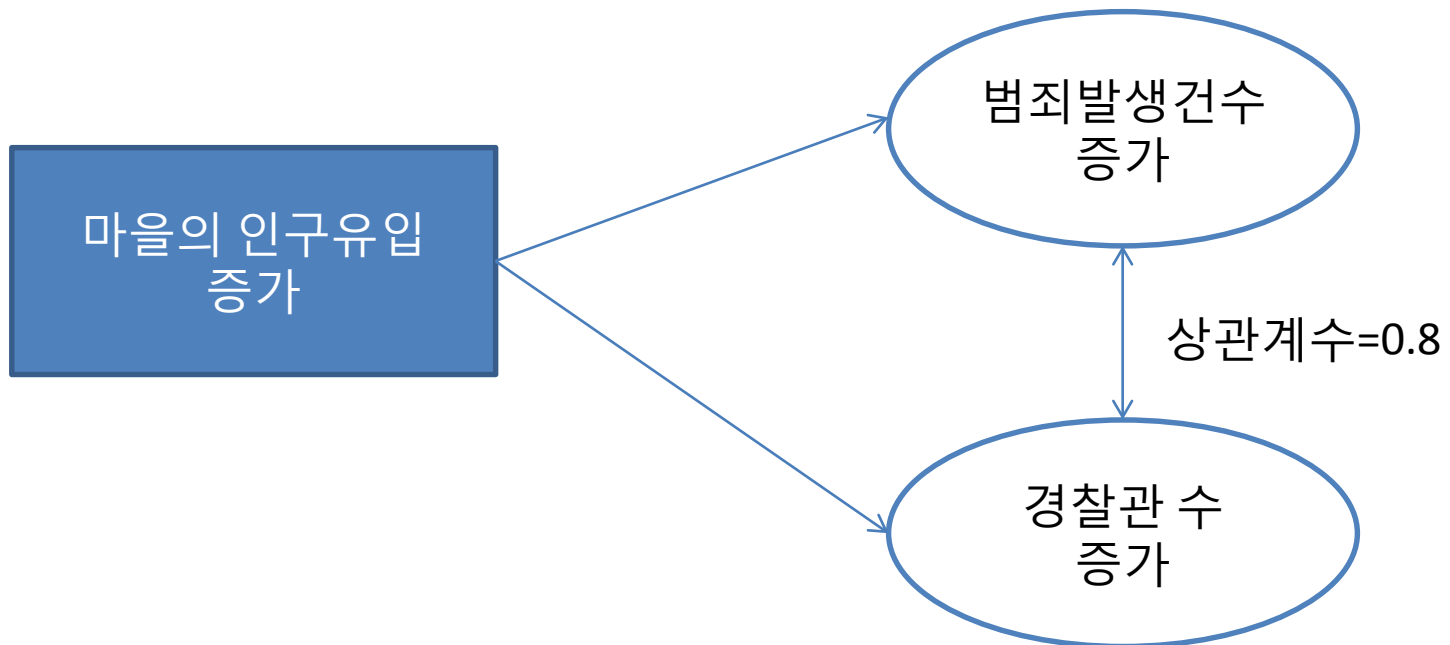 마을의 인구유입
증가
범죄발생건수
증가
상관계수=0.8
경찰관 수
증가